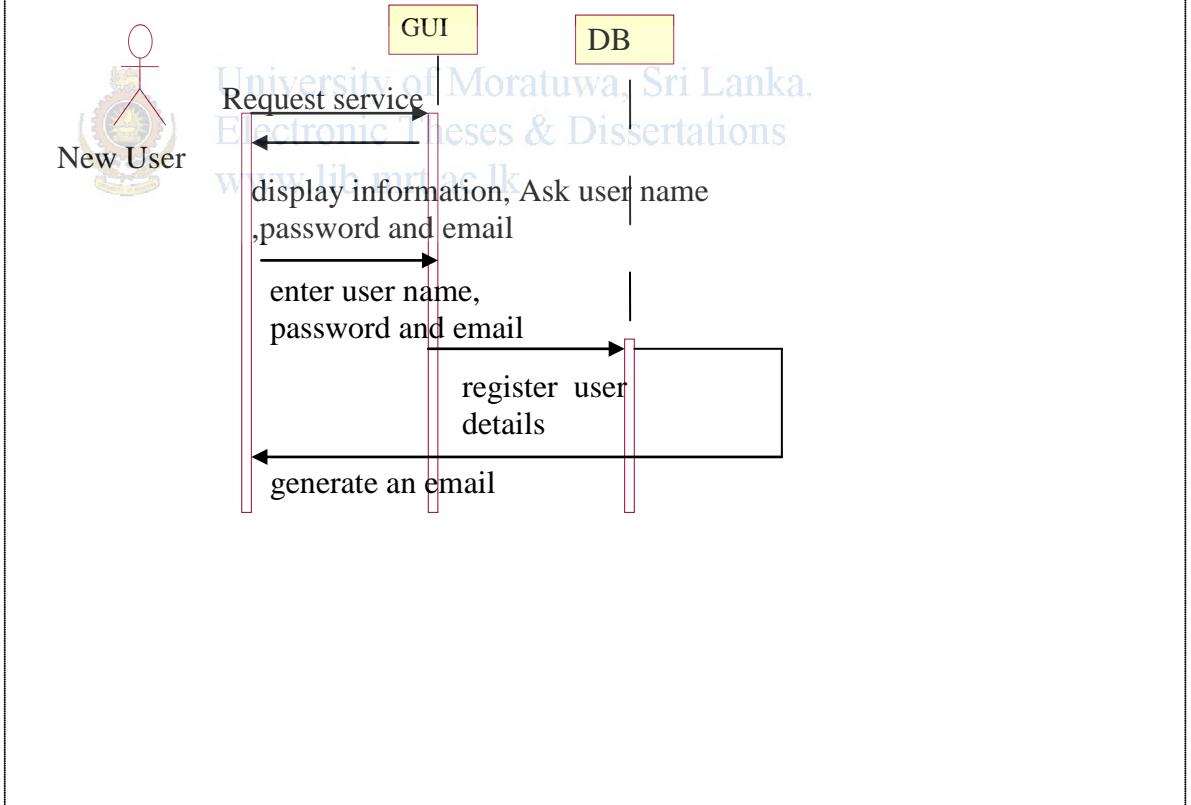 GUI
DB
University of Moratuwa, Sri Lanka.
Request service
Electronic Theses & Dissertations
New User
www.lib.mrt.ac.lk
display information, Ask user name
,password and email
enter user name,
password and email
register user
details
generate an email